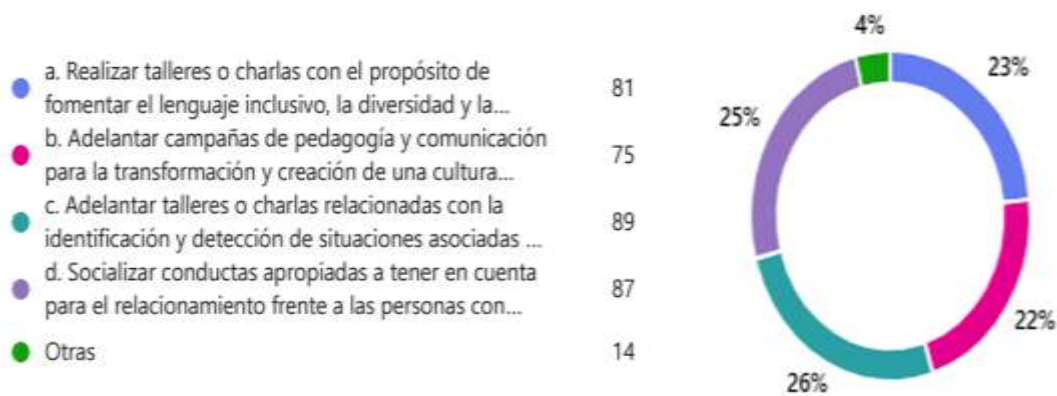 a. Realizar talleres o charlas con el propósito de
fomentar el lenguaje inclusivo, la diversidad y la...
81
b. Adelantar campañas de pedagogía y comunicación
para la transformación y creación de una cultura...
75
c. Adelantar talleres o charlas relacionadas con la
identificación y detección de situaciones asociadas ...
89
d. Socializar conductas apropiadas a tener en cuenta
para el relacionamiento frente a las personas con...
87
Otras
14
4%
23%
25%
22%
26%